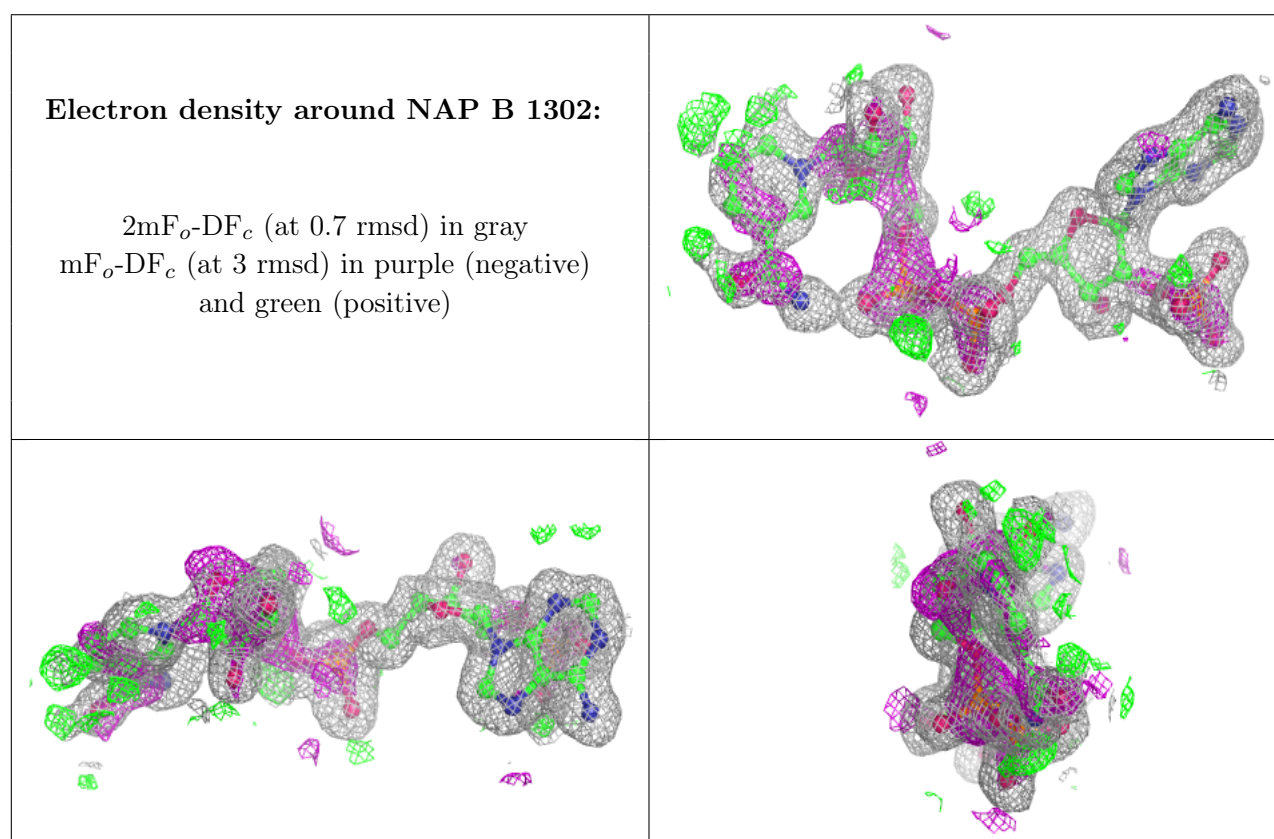 Electron density around NAP B 1302:
2mFo-DFc (at 0.7 rmsd) in gray
mFo-DFc (at 3 rmsd) in purple (negative)
and green (positive)